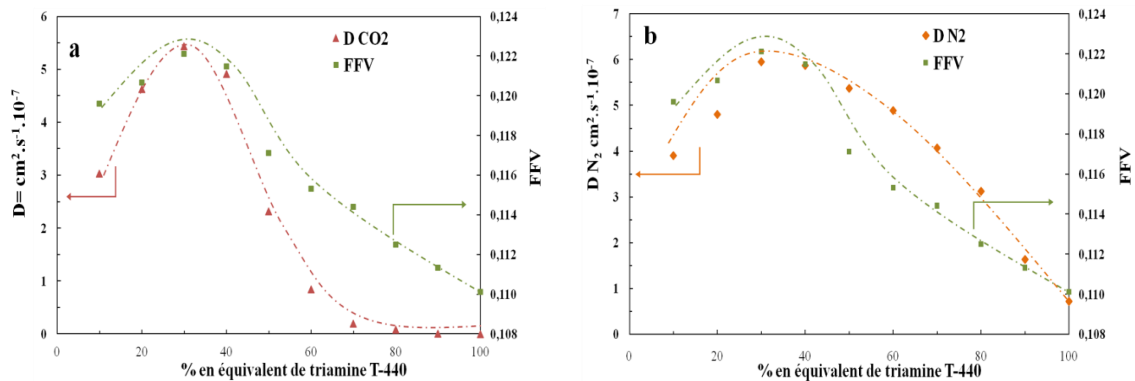 a
D CO2
FFV
D= cm².s⁻¹.10⁻⁷
6
5
4
3
2
1
0
0,124
0,122
0,120
0,118
0,116
0,114
0,112
0,110
0,108
FFV
0 20 40 60 80 100
% en équivalent de triamine T-440
b
D N2
FFV
D N₂ cm².s⁻¹.10⁻⁷
7
6
5
4
3
2
1
0
0,124
0,122
0,120
0,118
0,116
0,114
0,112
0,110
0,108
FFV
0 20 40 60 80 100
% en équivalent de triamine T-440